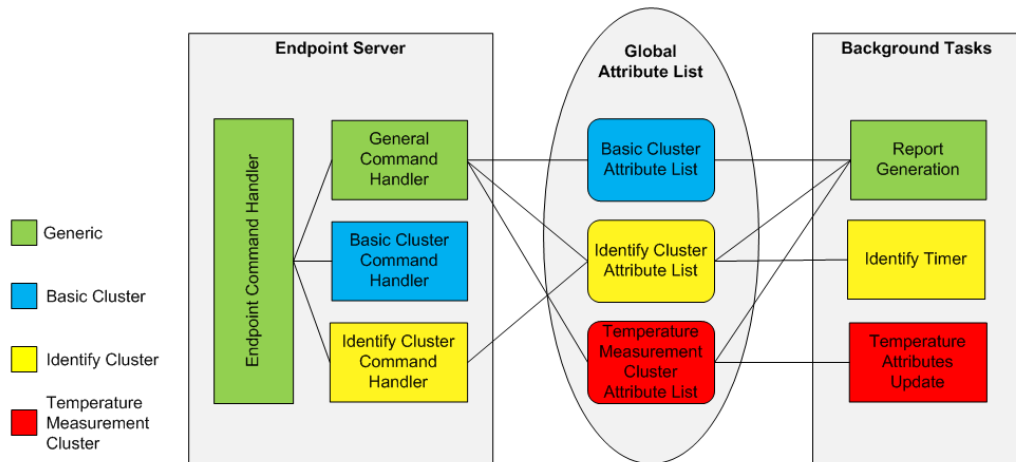 Endpoint Server
Global
Attribute List
Background Tasks
Endpoint Command Handler
General
Command
Handler
Basic Cluster
Command
Handler
Identify Cluster
Command
Handler
Basic Cluster
Attribute List
Identify Cluster
Attribute List
Temperature
Measurement
Cluster
Attribute List
Report
Generation
Identify Timer
Temperature
Attributes
Update
Generic
Basic Cluster
Identify Cluster
Temperature
Measurement
Cluster